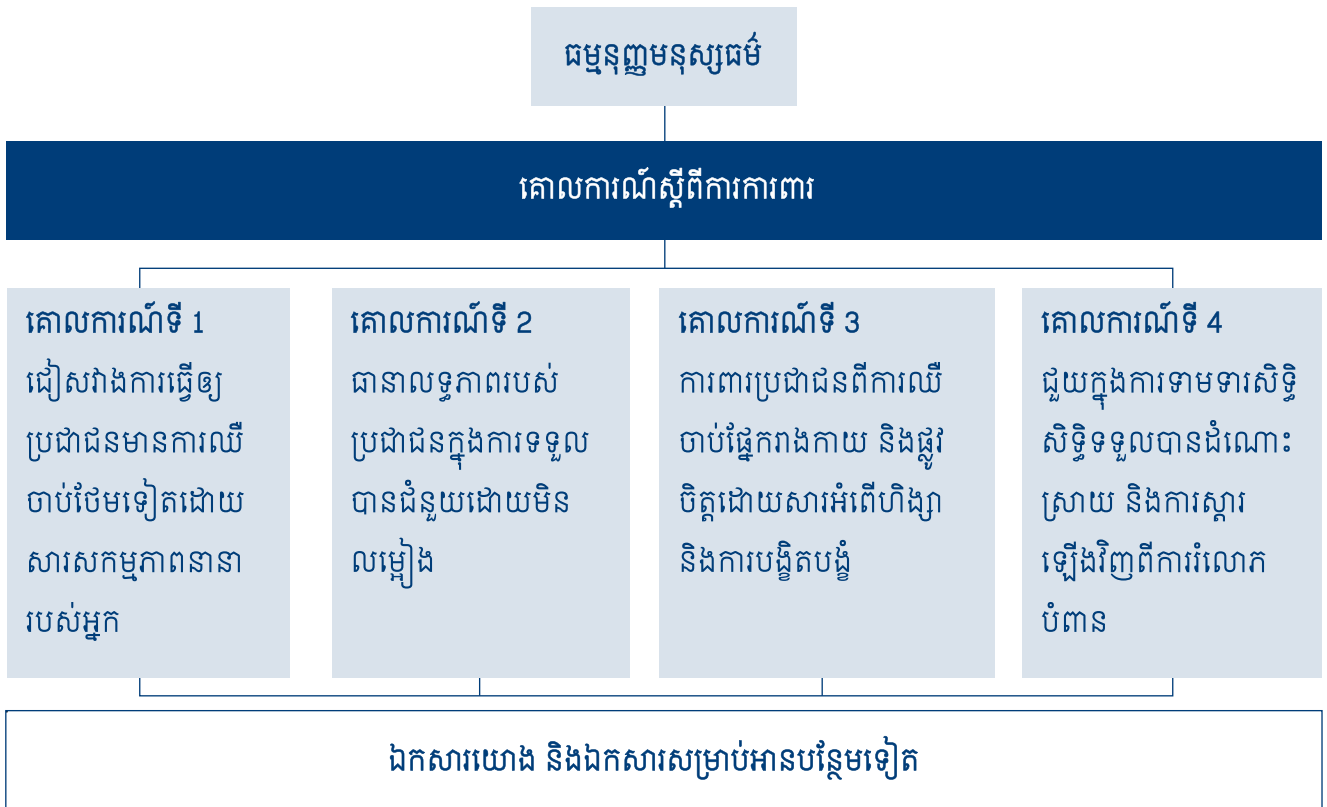 ធម្មនុញ្ញមនុស្សធម៌
គោលការណ៍ស្តីពីការការពារ
គោលការណ៍ទី 1
ជៀសវាងការធ្វើឲ្យ
ប្រជាជនមានការឈឺ
ចាប់ថែមទៀតដោយ
សារសកម្មភាពនានា
របស់អ្នក
គោលការណ៍ទី 2
ធានាលទ្ធភាពរបស់
ប្រជាជនក្នុងការទទួល
បានជំនួយដោយមិន
លម្អៀង
គោលការណ៍ទី 3
ការពារប្រជាជនពីការឈឺ
ចាប់ផ្នែករាងកាយ និងផ្លូវ
ចិត្តដោយសារអំពើហិង្សា
និងការបង្ខិតបង្ខំ
គោលការណ៍ទី 4
ជួយក្នុងការទាមទារសិទ្ធិ
សិទ្ធិទទួលបានដំណោះ
ស្រាយ និងការស្តារ
ឡើងវិញពីការរំលោភ
បំពាន
ឯកសារយោង និងឯកសារសម្រាប់អានបន្ថែមទៀត